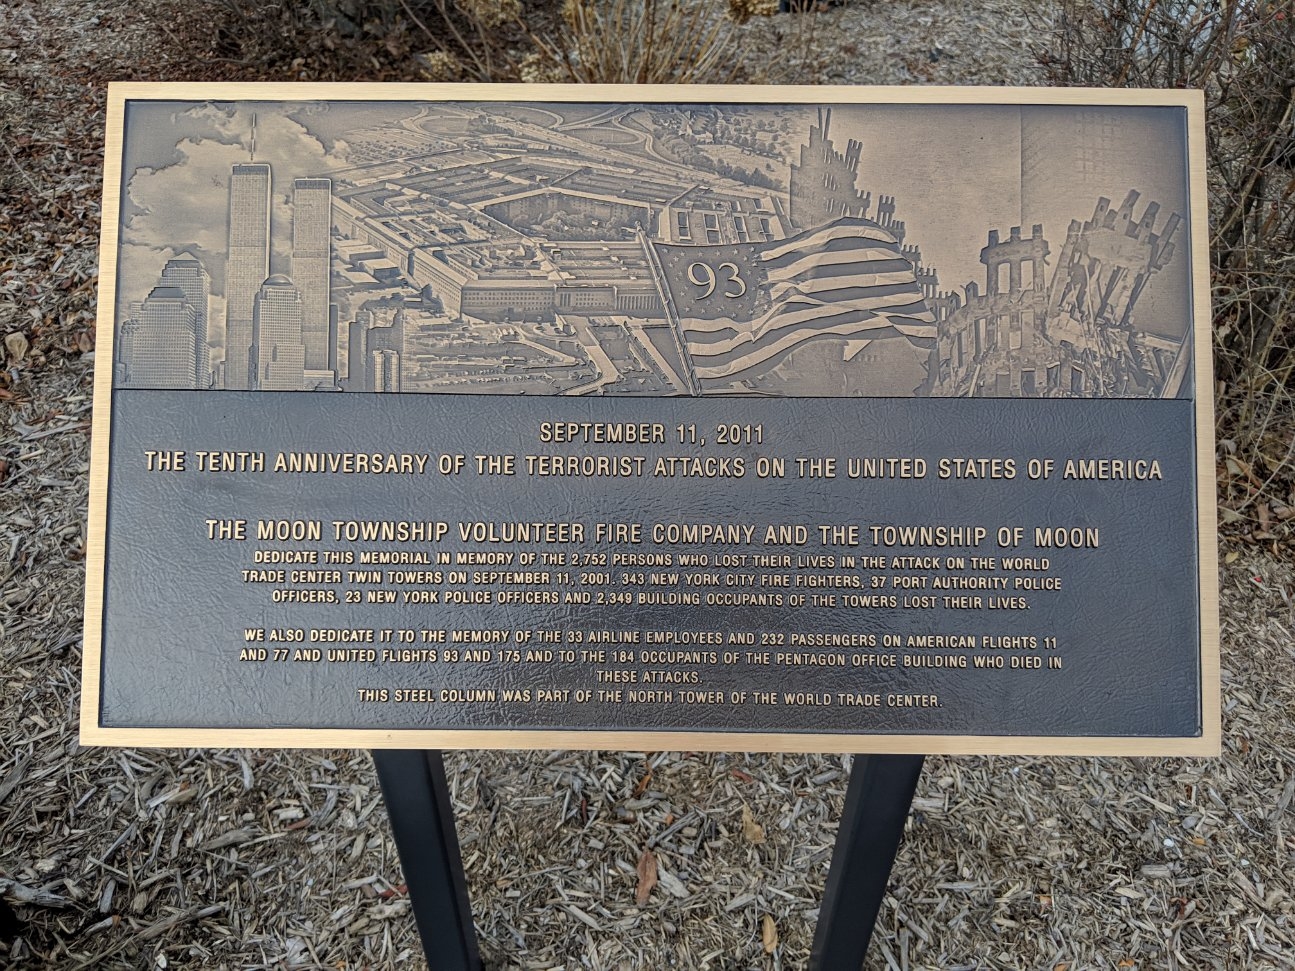 93
SEPTEMBER 11, 2011
THE TENTH ANNIVERSARY OF THE TERRORIST ATTACKS ON THE UNITED STATES OF AMERICA
THE MOON TOWNSHIP VOLUNTEER FIRE COMPANY AND THE TOWNSHIP OF MOON
DEDICATE THIS MEMORIAL IN MEMORY OF THE 2,752 PERSONS WHO LOST THEIR LIVES IN THE ATTACK ON THE WORLD
TRADE CENTER TWIN TOWERS ON SEPTEMBER 11, 2001. 343 NEW YORK CITY FIRE FIGHTERS, 37 PORT AUTHORITY POLICE
OFFICERS, 23 NEW YORK POLICE OFFICERS AND 2,349 BUILDING OCCUPANTS OF THE TOWERS LOST THEIR LIVES.
WE ALSO DEDICATE IT TO THE MEMORY OF THE 33 AIRLINE EMPLOYEES AND 232 PASSENGERS ON AMERICAN FLIGHTS 11
AND 77 AND UNITED FLIGHTS 93 AND 175 AND TO THE 184 OCCUPANTS OF THE PENTAGON OFFICE BUILDING WHO DIED IN
THESE ATTACKS.
THIS STEEL COLUMN WAS PART OF THE NORTH TOWER OF THE WORLD TRADE CENTER.